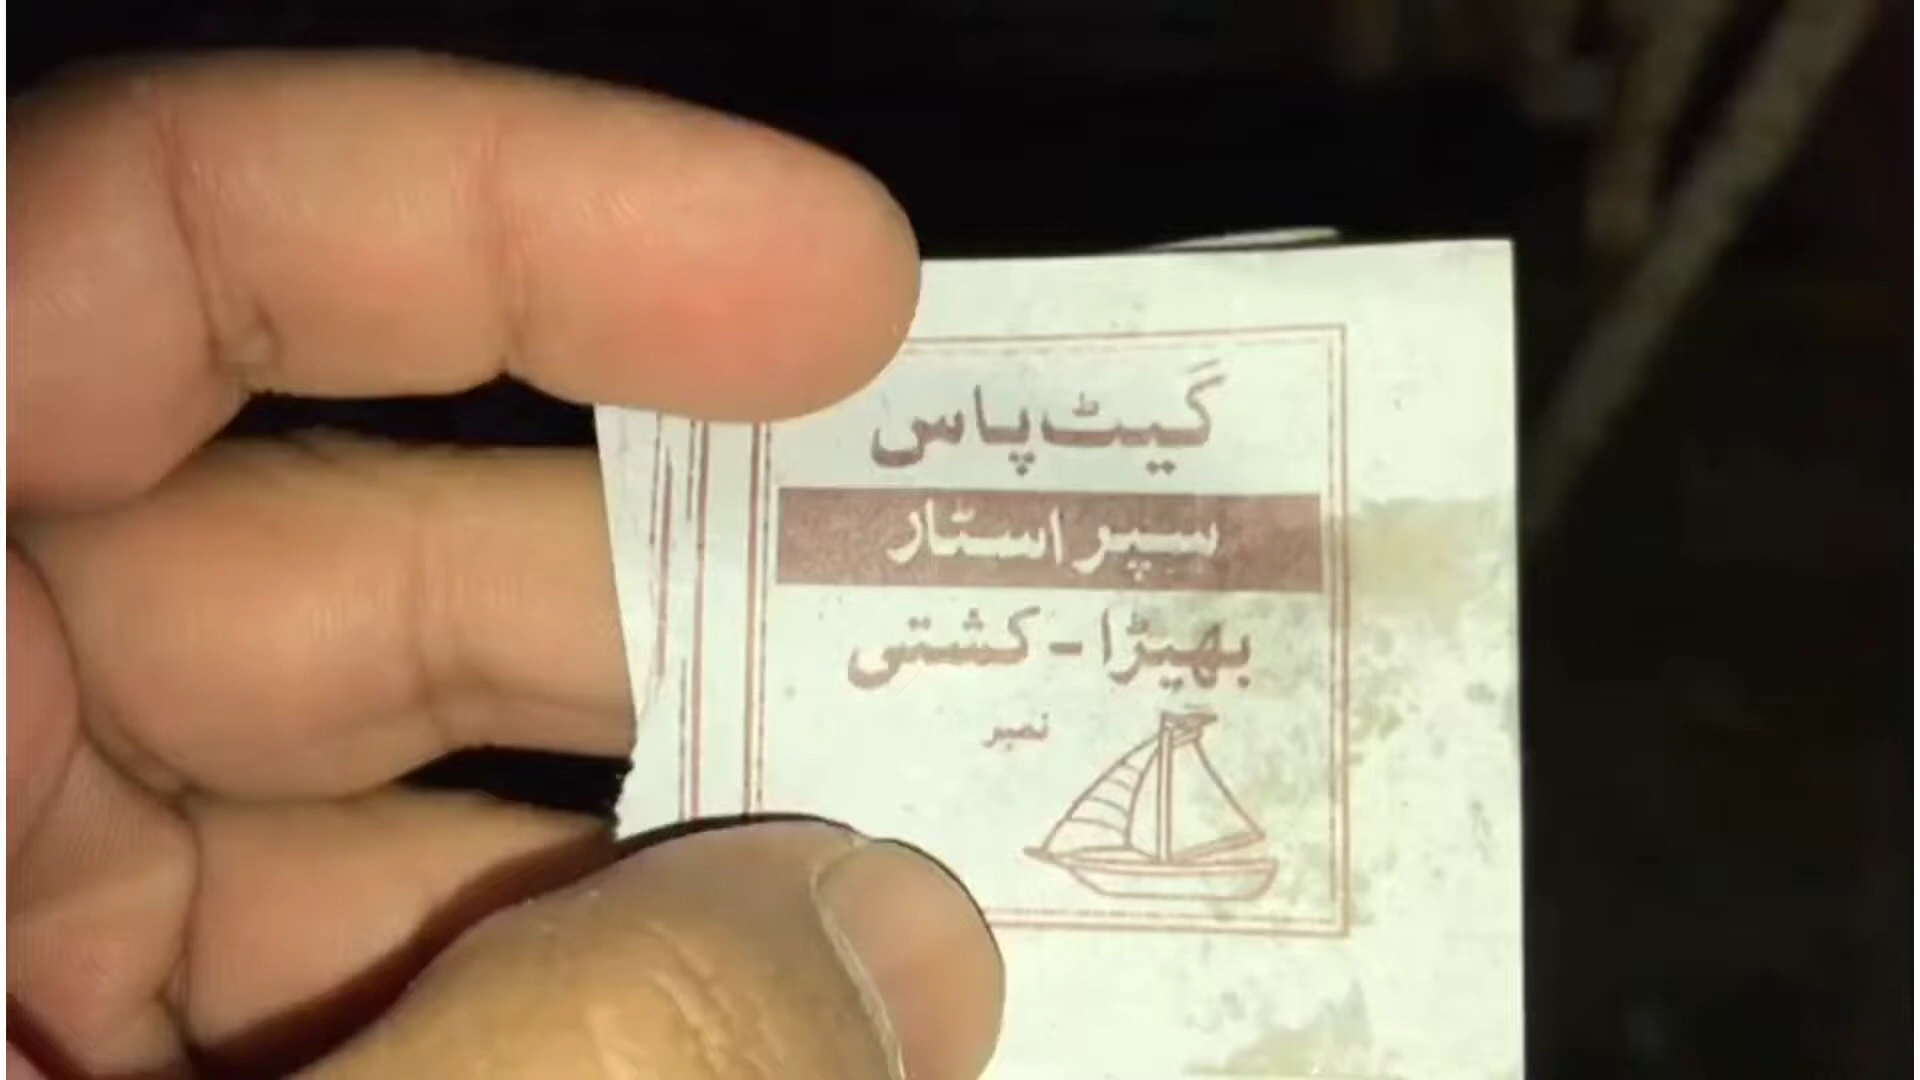 گیٹ پاس
سپر اسٹار
بھیڑا - کشتی
نمبر